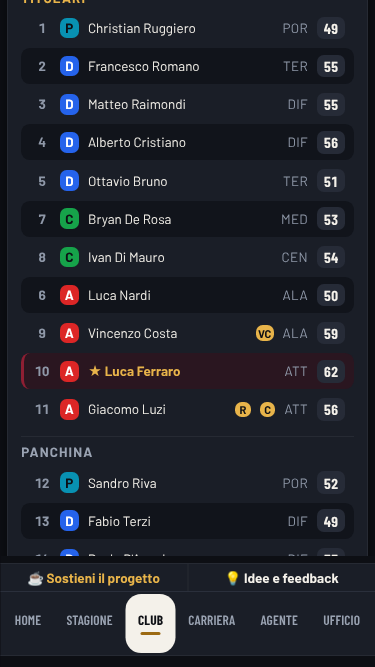 TITOLARI
1 P Christian Ruggiero POR 49
2 D Francesco Romano TER 55
3 D Matteo Raimondi DIF 55
4 D Alberto Cristiano DIF 56
5 D Ottavio Bruno TER 51
7 C Bryan De Rosa MED 53
8 C Ivan Di Mauro CEN 54
6 A Luca Nardi ALA 50
9 A Vincenzo Costa VC ALA 59
10 A ★ Luca Ferraro ATT 62
11 A Giacomo Luzi R C ATT 56
PANCHINA
12 P Sandro Riva POR 52
13 D Fabio Terzi DIF 49
☕ Sostieni il progetto
💡 Idee e feedback
HOME STAGIONE CLUB CARRIERA AGENTE UFFICIO